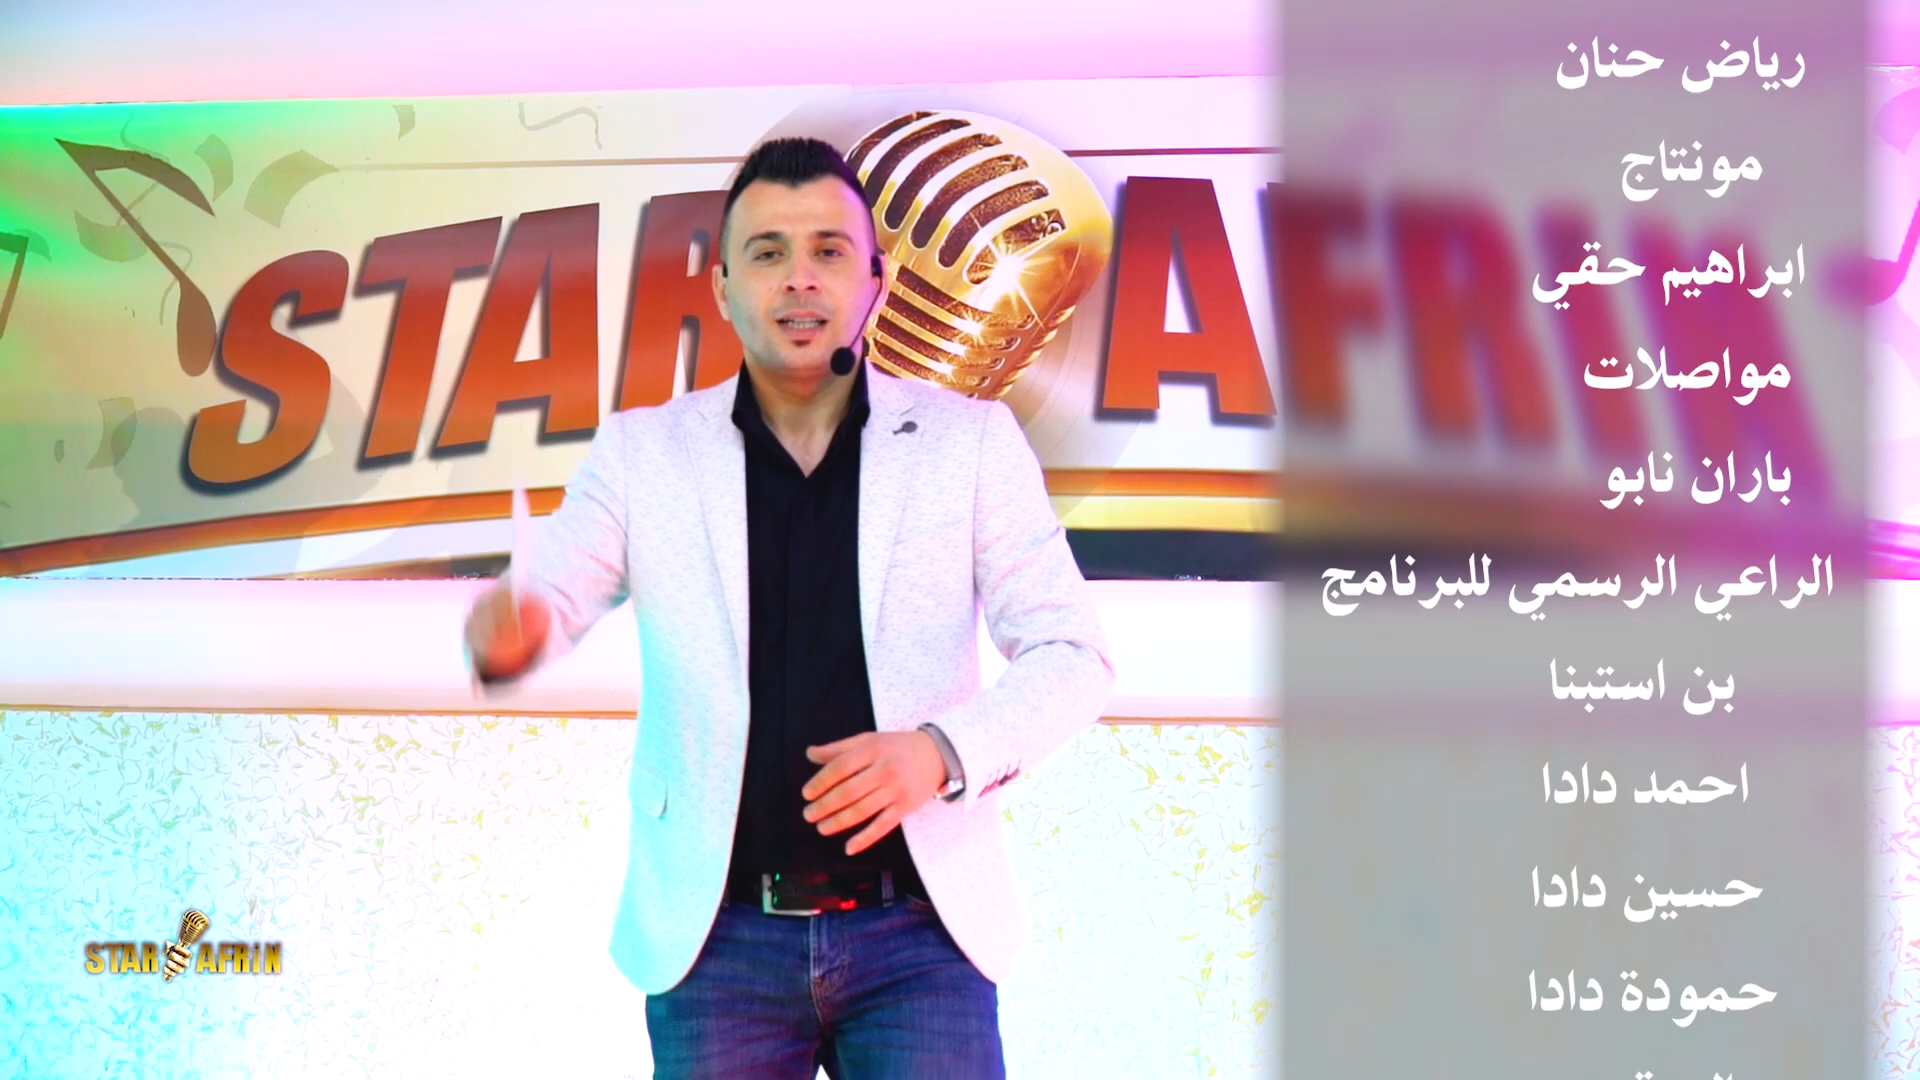 STAR AFRIN
رياض حنان
مونتاج
ابراهيم حقي
مواصلات
باران نابو
الراعي الرسمي للبرنامج
بن استبنا
احمد دادا
حسين دادا
حمودة دادا
STAR AFRIN